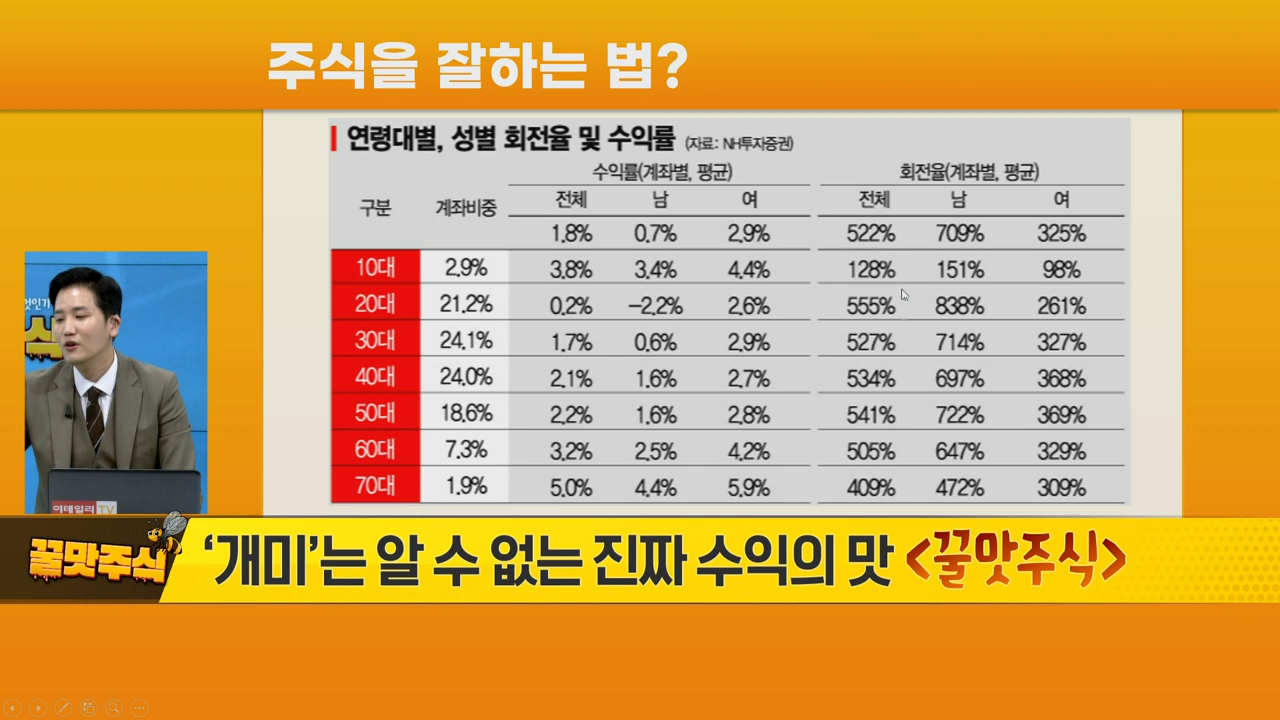 주식을 잘하는 법?
연령대별, 성별 회전율 및 수익률 (자료: NH투자증권)
구분 계좌비중 수익률(계좌별, 평균) 회전율(계좌별, 평균)
전체 남 여 전체 남 여
1.8% 0.7% 2.9% 522% 709% 325%
10대 2.9% 3.8% 3.4% 4.4% 128% 151% 98%
20대 21.2% 0.2% -2.2% 2.6% 555% 838% 261%
30대 24.1% 1.7% 0.6% 2.9% 527% 714% 327%
40대 24.0% 2.1% 1.6% 2.7% 534% 697% 368%
50대 18.6% 2.2% 1.6% 2.8% 541% 722% 369%
60대 7.3% 3.2% 2.5% 4.2% 505% 647% 329%
70대 1.9% 5.0% 4.4% 5.9% 409% 472% 309%
이데일리 TV
꿀맛주식
‘개미’는 알 수 없는 진짜 수익의 맛 <꿀맛주식>